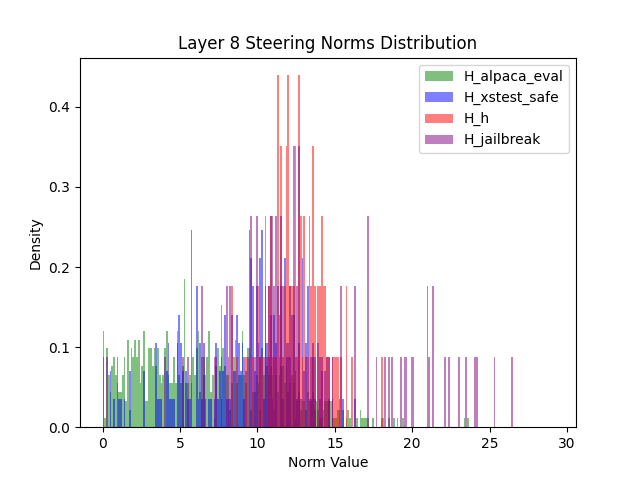 Layer 8 Steering Norms Distribution
H_alpaca_eval
H_xstest_safe
H_h
H_jailbreak
Density
0.4
0.3
0.2
0.1
0.0
0 5 10 15 20 25 30
Norm Value